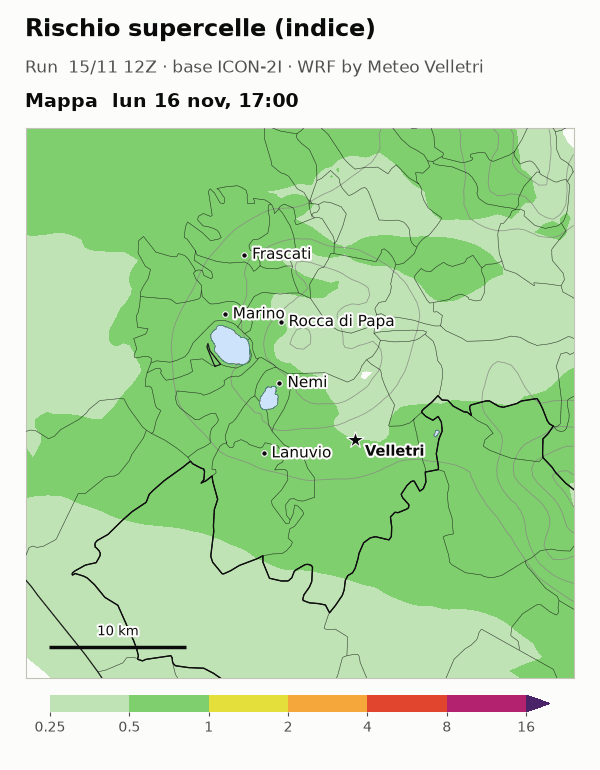 Rischio supercelle (indice)
Run  15/11 12Z · base ICON-2I · WRF by Meteo Velletri
Mappa  lun 16 nov, 17:00
Frascati
Marino
Rocca di Papa
Nemi
Velletri
Lanuvio
10 km
0.25 0.5 1 2 4 8 16